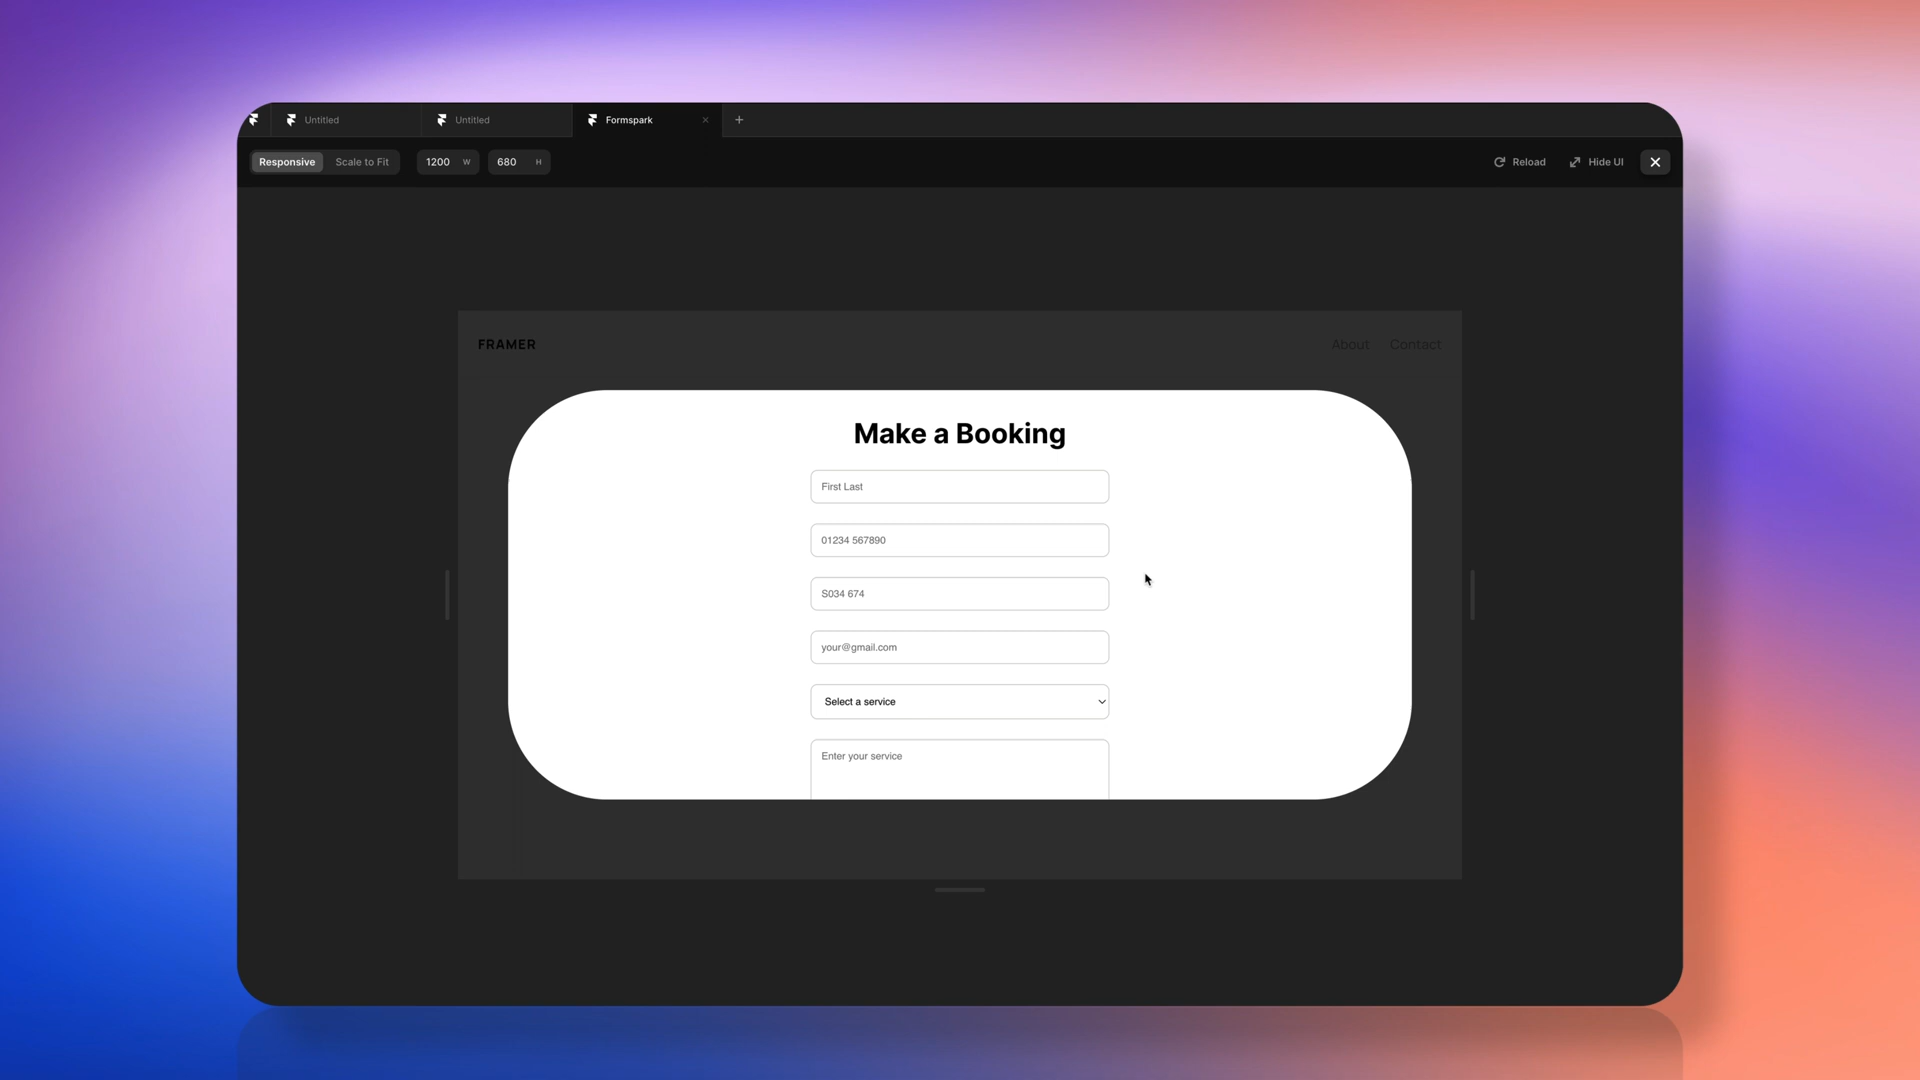 Untitled
Untitled
Formspark
Responsive Scale to Fit 1200 W 680 H
Reload Hide UI
FRAMER
About Contact
Make a Booking
First Last
01234 567890
S034 674
your@gmail.com
Select a service
Enter your service